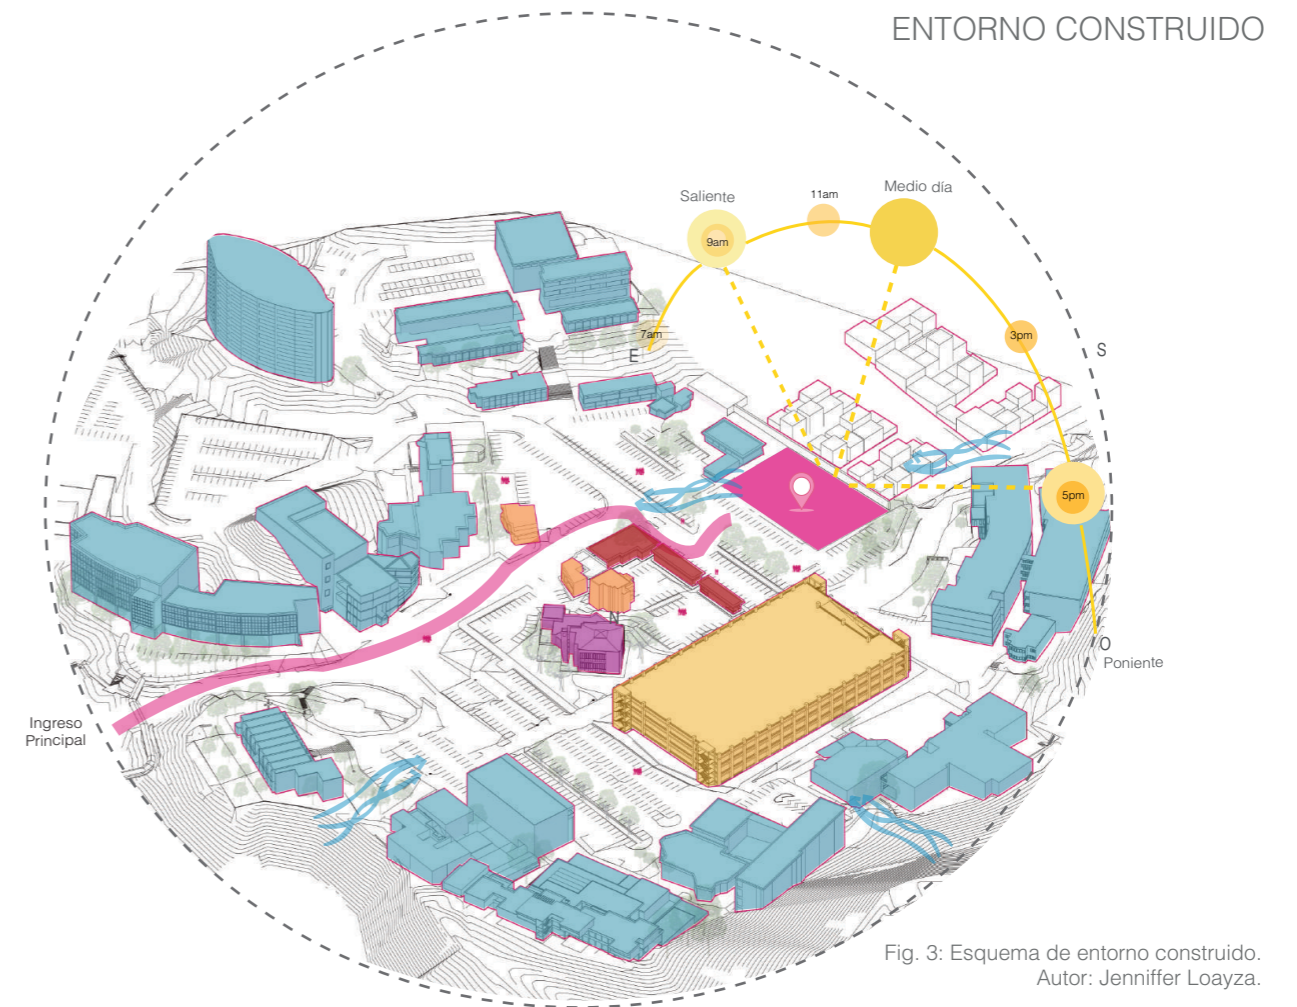 ENTORNO CONSTRUIDO
Saliente
11am
Medio día
9am
7am
E
3pm
S
5pm
O
Poniente
Ingreso
Principal
Fig. 3: Esquema de entorno construido.
Autor: Jenniffer Loayza.